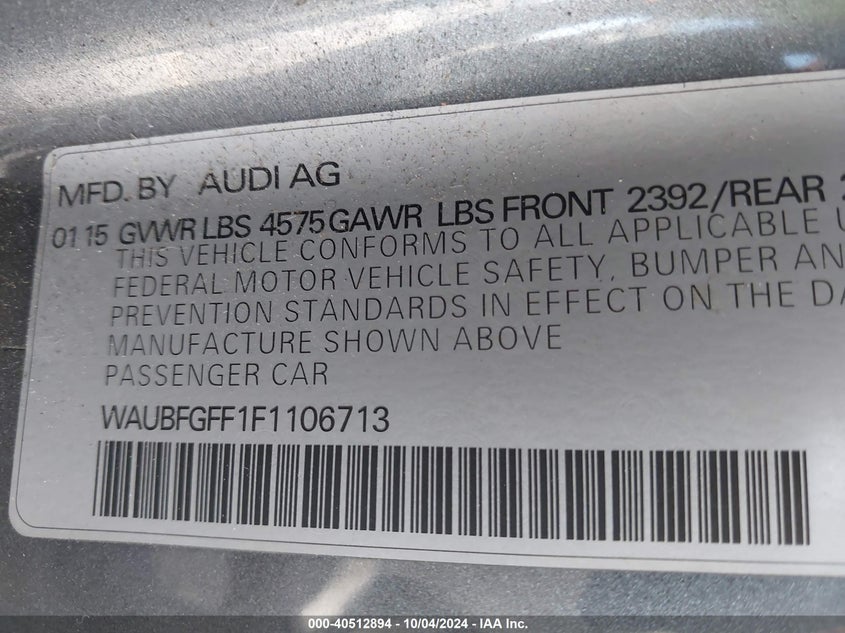 MFD. BY AUDI AG
01 15 GVWR LBS 4575 GAWR LBS FRONT 2392/REAR
THIS VEHICLE CONFORMS TO ALL APPLICABLE
FEDERAL MOTOR VEHICLE SAFETY, BUMPER
PREVENTION STANDARDS IN EFFECT ON THE
MANUFACTURE SHOWN ABOVE
PASSENGER CAR
WAUBFGFF1F1106713
000-40512894 - 10/04/2024 - IAA Inc.